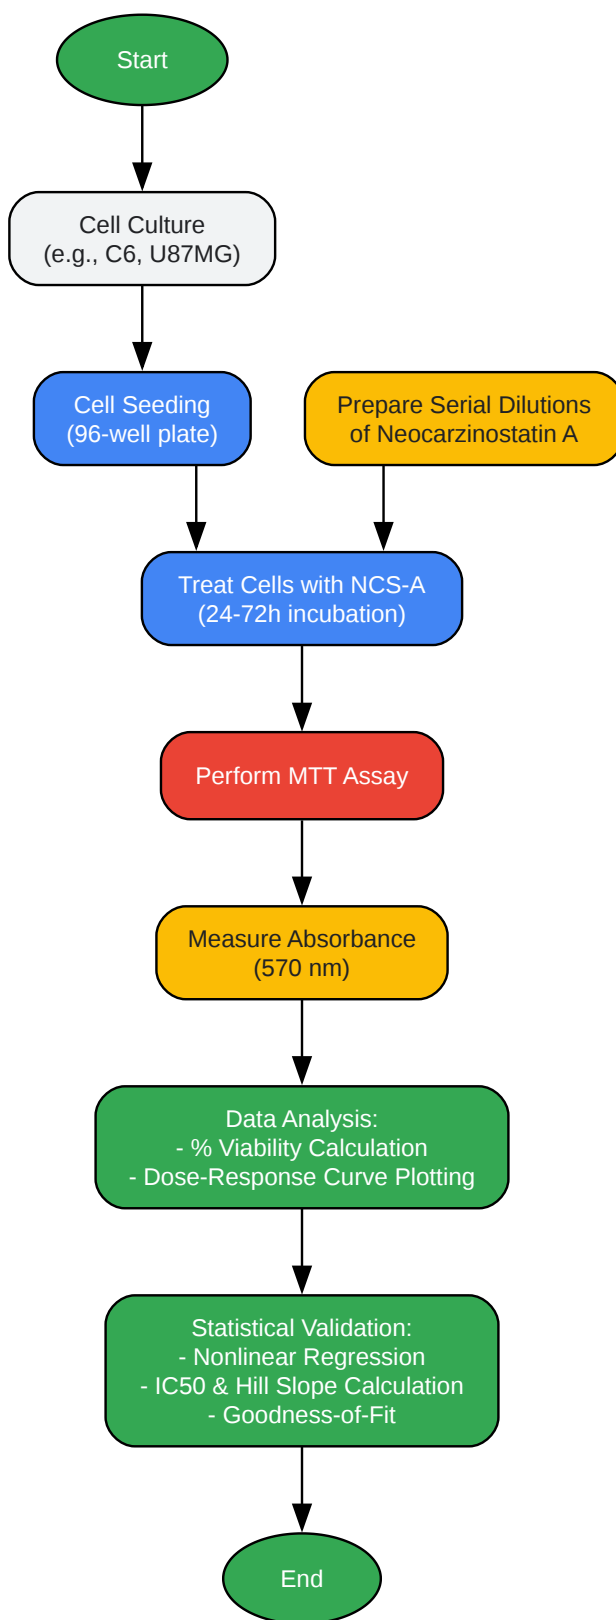 Start
Cell Culture
(e.g., C6, U87MG)
Cell Seeding
(96-well plate)
Prepare Serial Dilutions
of Neocarzinostatin A
Treat Cells with NCS-A
(24-72h incubation)
Perform MTT Assay
Measure Absorbance
(570 nm)
Data Analysis:
- % Viability Calculation
- Dose-Response Curve Plotting
Statistical Validation:
- Nonlinear Regression
- IC50 & Hill Slope Calculation
- Goodness-of-Fit
End